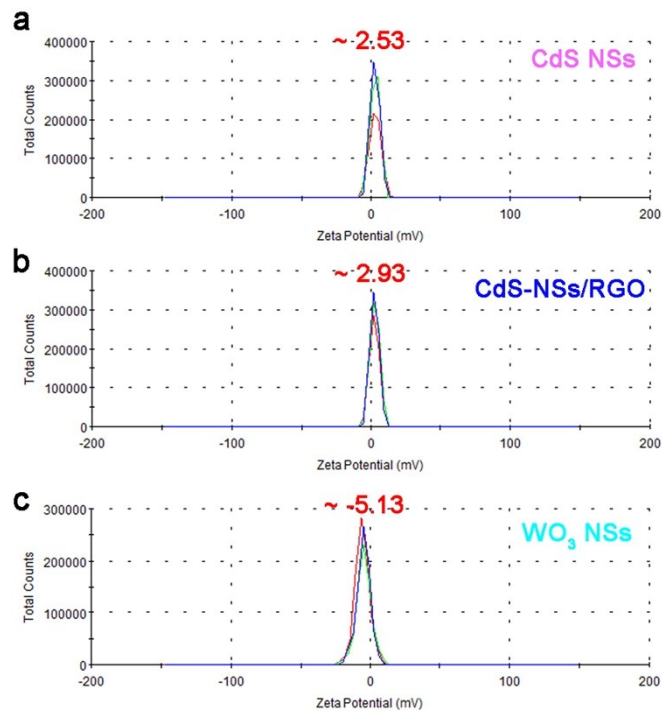 a
~ 2.53
CdS NSs
Total Counts
400000
300000
200000
100000
0
-200
-100
0
100
200
Zeta Potential (mV)
b
~ 2.93
CdS-NSs/RGO
Total Counts
400000
300000
200000
100000
0
-200
-100
0
100
200
Zeta Potential (mV)
c
~ -5.13
WO₃ NSs
Total Counts
300000
200000
100000
0
-200
-100
0
100
200
Zeta Potential (mV)